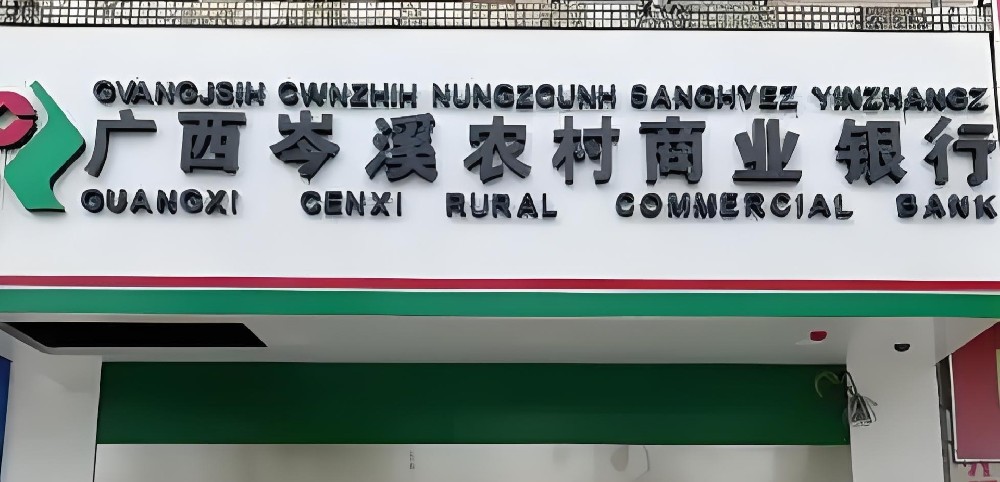 GVANGJSIH CWNZHIH NUNGZGUNH SANGHYEZ YINZHANGZ
广西岑溪农村商业银行
GUANGXI CENXI RURAL COMMERCIAL BANK